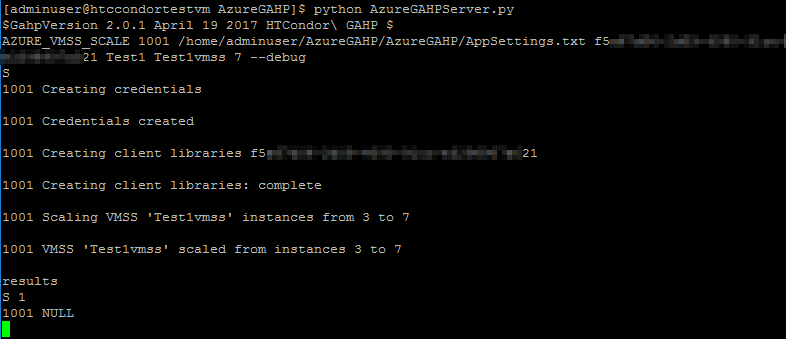 [adminuser@htccondortestvm AzureGAHP]$ python AzureGAHPServer.py
$GahpVersion 2.0.1 April 19 2017 HTCondor\ GAHP $
AZURE_VMSS_SCALE 1001 /home/adminuser/AzureGAHP/AzureGAHP/AppSettings.txt f5
21 Test1 Test1vmss 7 --debug
S
1001 Creating credentials
1001 Credentials created
1001 Creating client libraries f5 21
1001 Creating client libraries: complete
1001 Scaling VMSS 'Test1vmss' instances from 3 to 7
1001 VMSS 'Test1vmss' scaled from instances 3 to 7
results
S 1
1001 NULL